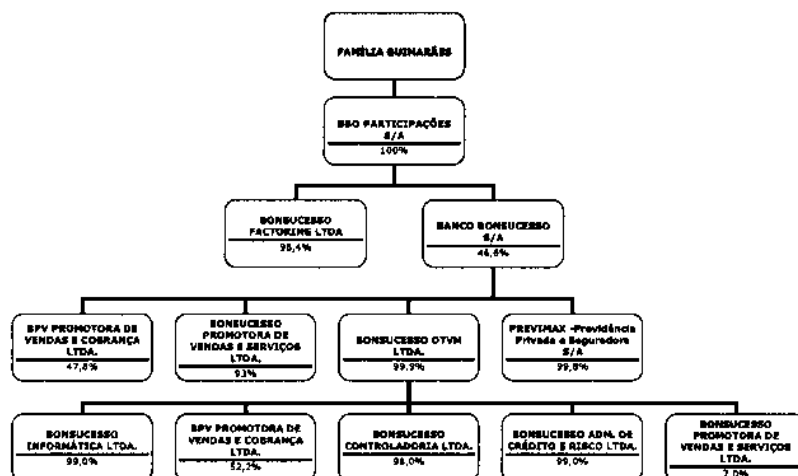 FAMÍLIA GUIMARÃES
BBO PARTICIPAÇÕES
S/A
100%
BONSUCESSO
FACTORING LTDA
98,4%
BANCO BONSUCESSO
S/A
46,6%
BPV PROMOTORA DE
VENDAS E COBRANÇA
LTDA.
47,8%
BONSUCESSO
PROMOTORA DE
VENDAS E SERVIÇOS
LTDA.
93%
BONSUCESSO DTVM
LTDA.
99,9%
PREVIMAX -Previdência
Privada e Seguradora
S/A
99,8%
BONSUCESSO
INFORMÁTICA LTDA.
99,0%
BPV PROMOTORA DE
VENDAS E COBRANÇA
LTDA.
52,2%
BONSUCESSO
CONTROLADORIA LTDA.
98,0%
BONSUCESSO ADM. DE
CRÉDITO E RISCO LTDA.
99,0%
BONSUCESSO
PROMOTORA DE
VENDAS E SERVIÇOS
LTDA.
7,0%